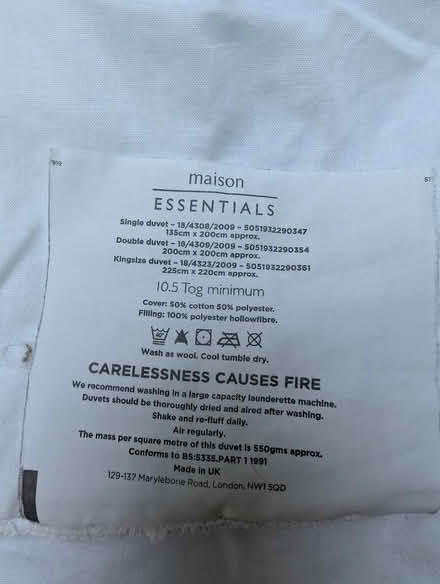 maison
ESSENTIALS
Single duvet – 18/4308/2009 – 5051932290347
135cm x 200cm approx.
Double duvet – 18/4309/2009 – 5051932290354
200cm x 200cm approx.
Kingsize duvet – 18/4323/2009 – 5051932290361
225cm x 220cm approx.
10.5 Tog minimum
Cover: 50% cotton 50% polyester.
Filling: 100% polyester hollowfibre.
Wash as wool. Cool tumble dry.
CARELESSNESS CAUSES FIRE
We recommend washing in a large capacity launderette machine.
Duvets should be thoroughly dried and aired after washing.
Shake and re-fluff daily.
Air regularly.
The mass per square metre of this duvet is 550gms approx.
Conforms to BS:5335.PART 1 1991
Made in UK
129-137 Marylebone Road, London, NW1 5QD